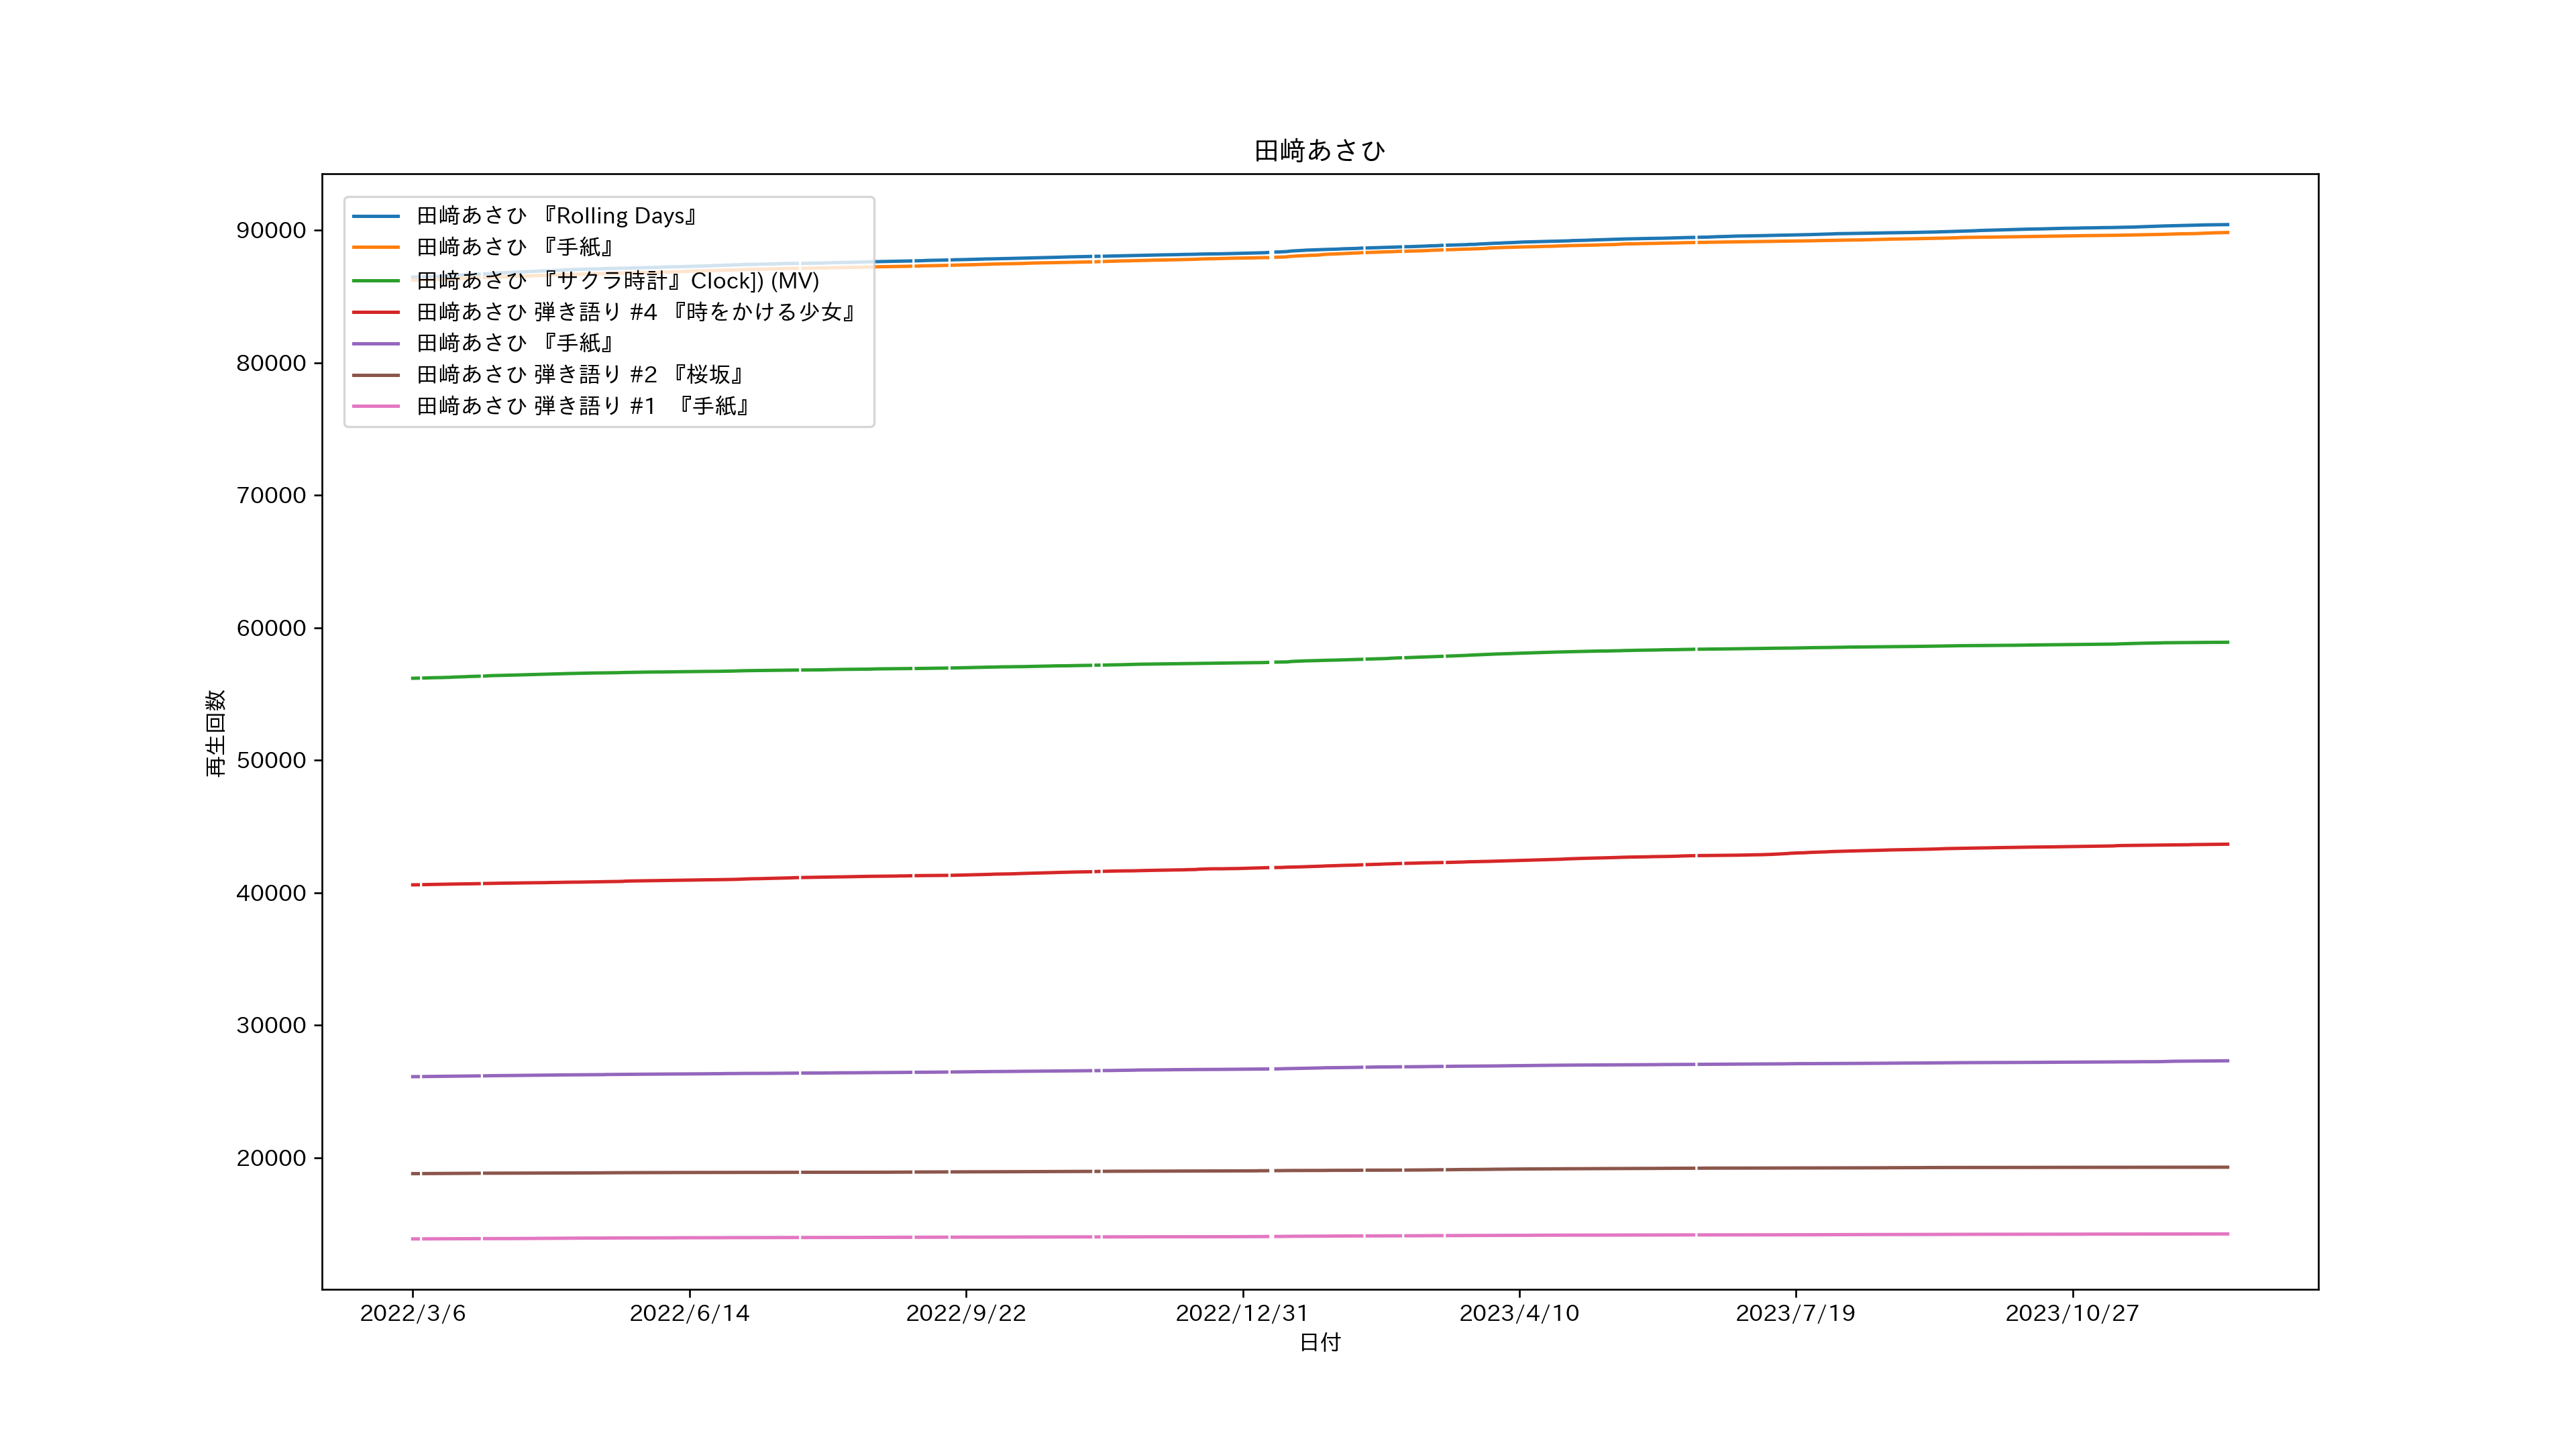 田﨑あさひ
田﨑あさひ 『Rolling Days』
田﨑あさひ 『手紙』
田﨑あさひ 『サクラ時計』Clock]) (MV)
田﨑あさひ 弾き語り #4 『時をかける少女』
田﨑あさひ 『手紙』
田﨑あさひ 弾き語り #2 『桜坂』
田﨑あさひ 弾き語り #1 『手紙』
90000
80000
70000
60000
50000
40000
30000
20000
再生回数
2022/3/6 2022/6/14 2022/9/22 2022/12/31 2023/4/10 2023/7/19 2023/10/27
日付